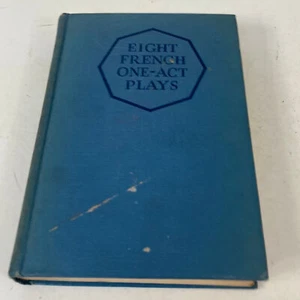 EIGHT
FRENCH
ONE-ACT
PLAYS